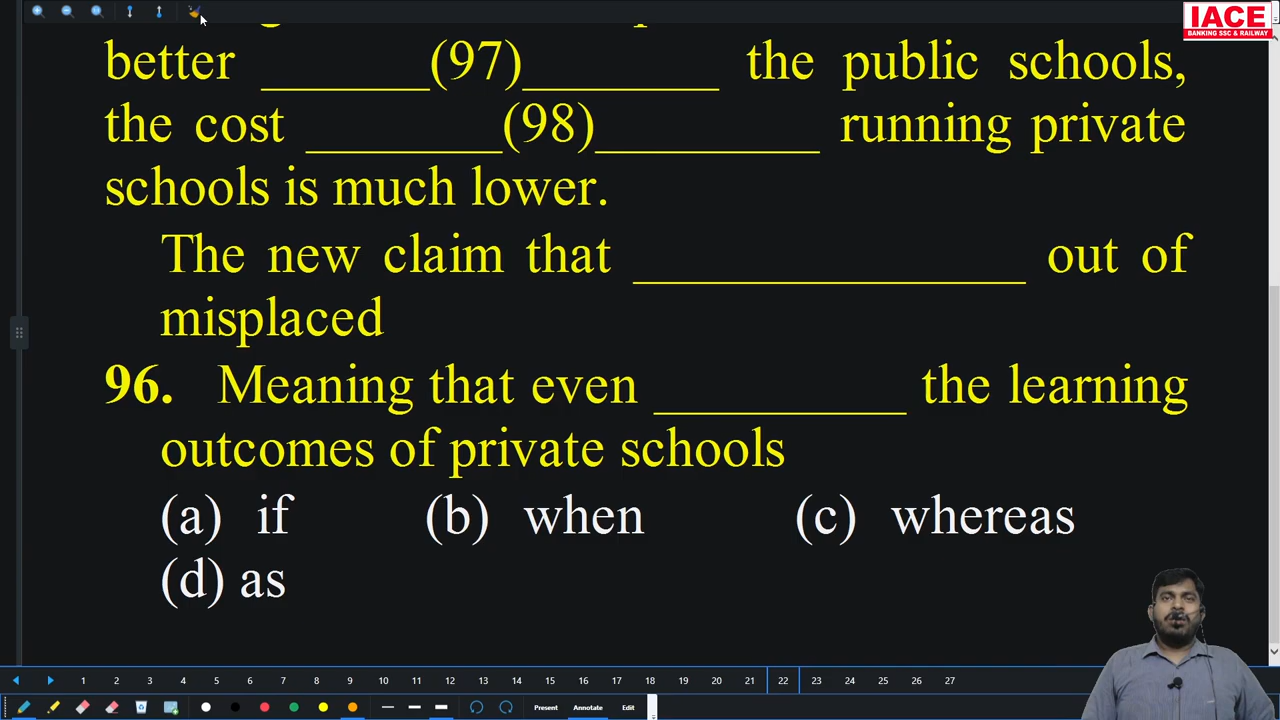 IACE
BANKING SSC & RAILWAY
better ________(97)________ the public schools,
the cost ________(98)________ running private
schools is much lower.
The new claim that ________________ out of
misplaced
96. Meaning that even __________ the learning
outcomes of private schools
(a) if (b) when (c) whereas
(d) as
1 2 3 4 5 6 7 8 9 10 11 12 13 14 15 16 17 18 19 20 21 22 23 24 25 26 27
Present Annotate Edit